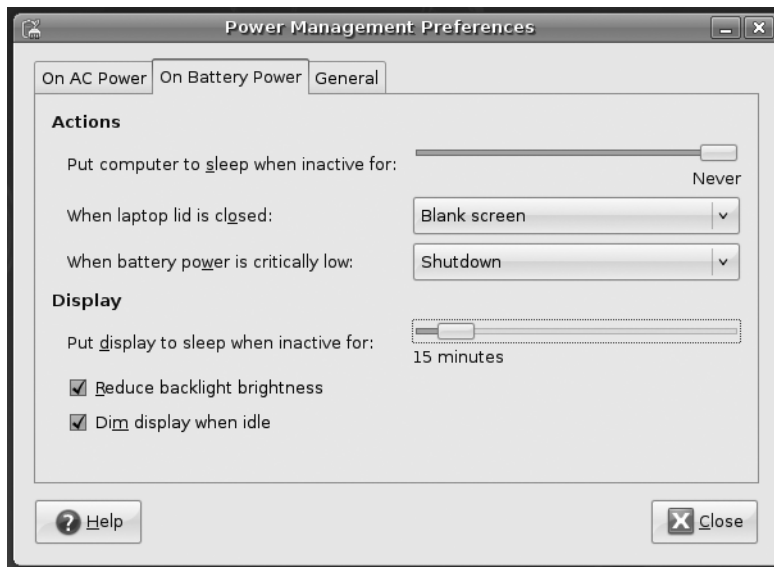 Power Management Preferences
On AC Power On Battery Power General
Actions
Put computer to sleep when inactive for:
Never
When laptop lid is closed: Blank screen
When battery power is critically low: Shutdown
Display
Put display to sleep when inactive for:
15 minutes
Reduce backlight brightness
Dim display when idle
Help Close